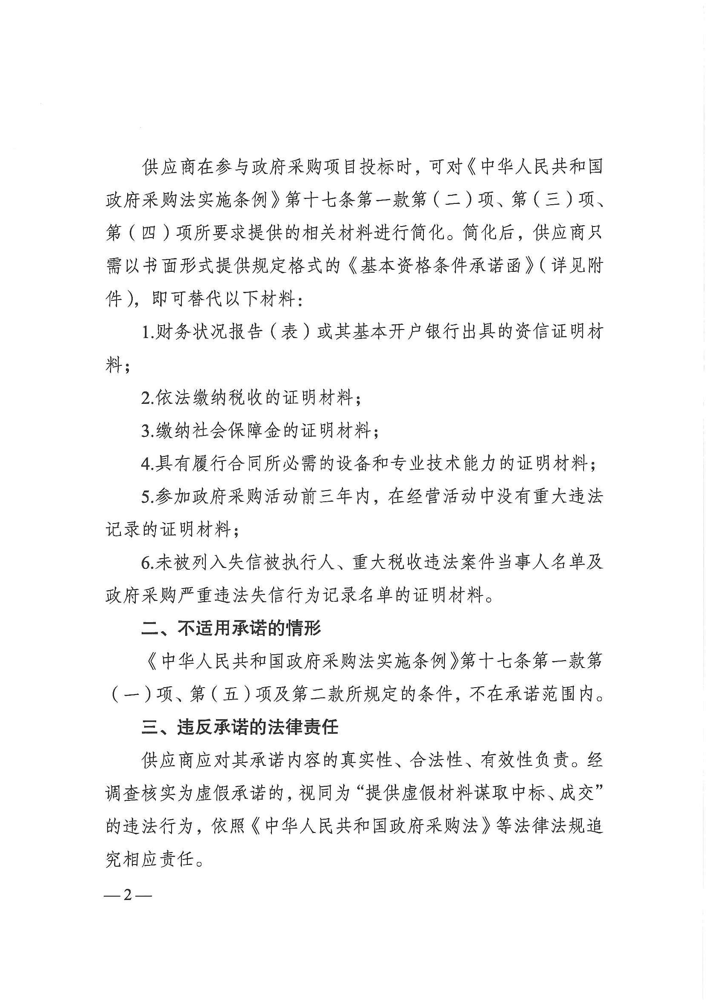 供应商在参与政府采购项目投标时，可对《中华人民共和国
政府采购法实施条例》第十七条第一款第（二）项、第（三）项、
第（四）项所要求提供的相关材料进行简化。简化后，供应商只
需以书面形式提供规定格式的《基本资格条件承诺函》（详见附
件），即可替代以下材料：
1.财务状况报告（表）或其基本开户银行出具的资信证明材
料；
2.依法缴纳税收的证明材料；
3.缴纳社会保障金的证明材料；
4.具有履行合同所必需的设备和专业技术能力的证明材料；
5.参加政府采购活动前三年内，在经营活动中没有重大违法
记录的证明材料；
6.未被列入失信被执行人、重大税收违法案件当事人名单及
政府采购严重违法失信行为记录名单的证明材料。
二、不适用承诺的情形
《中华人民共和国政府采购法实施条例》第十七条第一款第
（一）项、第（五）项及第二款所规定的条件，不在承诺范围内。
三、违反承诺的法律责任
供应商应对其承诺内容的真实性、合法性、有效性负责。经
调查核实为虚假承诺的，视同为“提供虚假材料谋取中标、成交”
的违法行为，依照《中华人民共和国政府采购法》等法律法规追
究相应责任。
—2—